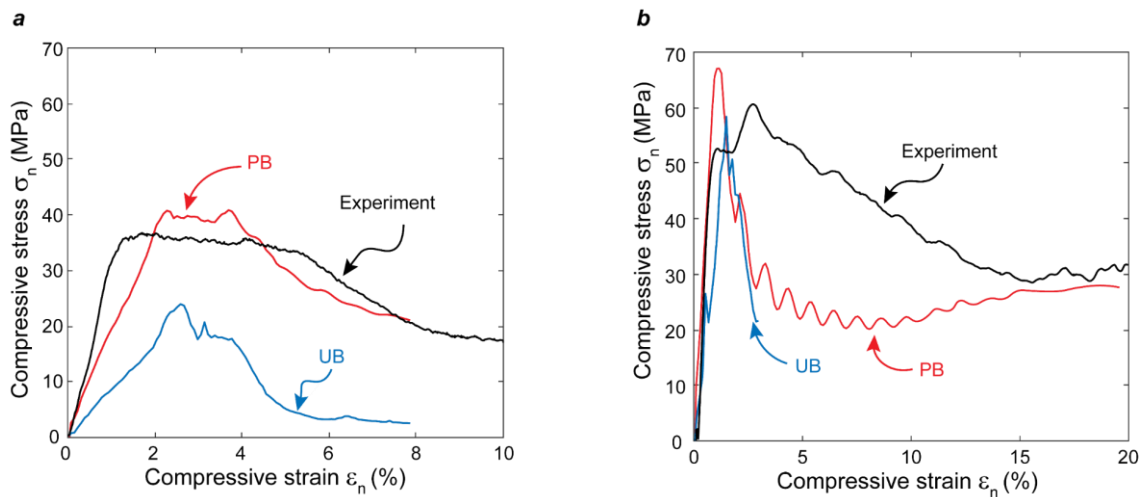 a
70
60
50
40
30
20
10
0
Compressive stress σn (MPa)
PB
Experiment
UB
0 2 4 6 8 10
Compressive strain εn (%)
b
70
60
50
40
30
20
10
0
Compressive stress σn (MPa)
Experiment
UB
PB
0 5 10 15 20
Compressive strain εn (%)